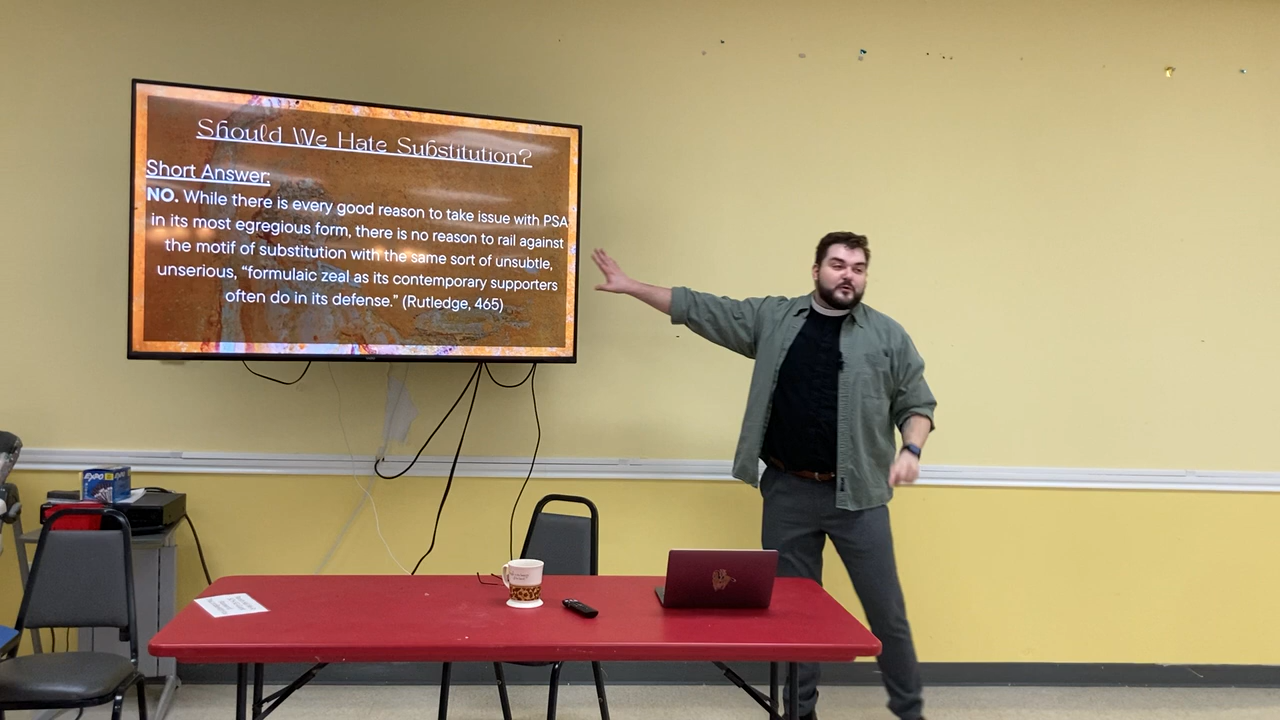 Should We Hate Substitution?
Short Answer:
NO. While there is every good reason to take issue with PSA
in its most egregious form, there is no reason to rail against
the motif of substitution with the same sort of unsubtle,
unserious, “formulaic zeal as its contemporary supporters
often do in its defense.” (Rutledge, 465)
EXPO